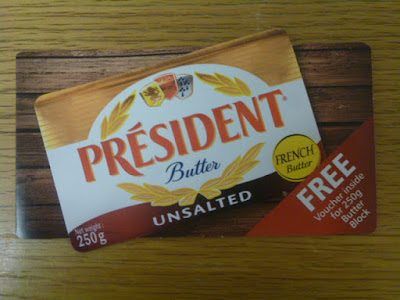 PRÉSIDENT
Butter
UNSALTED
FRENCH
Butter
Net weight:
250g
FREE
Voucher inside
for 250g
Butter
Block